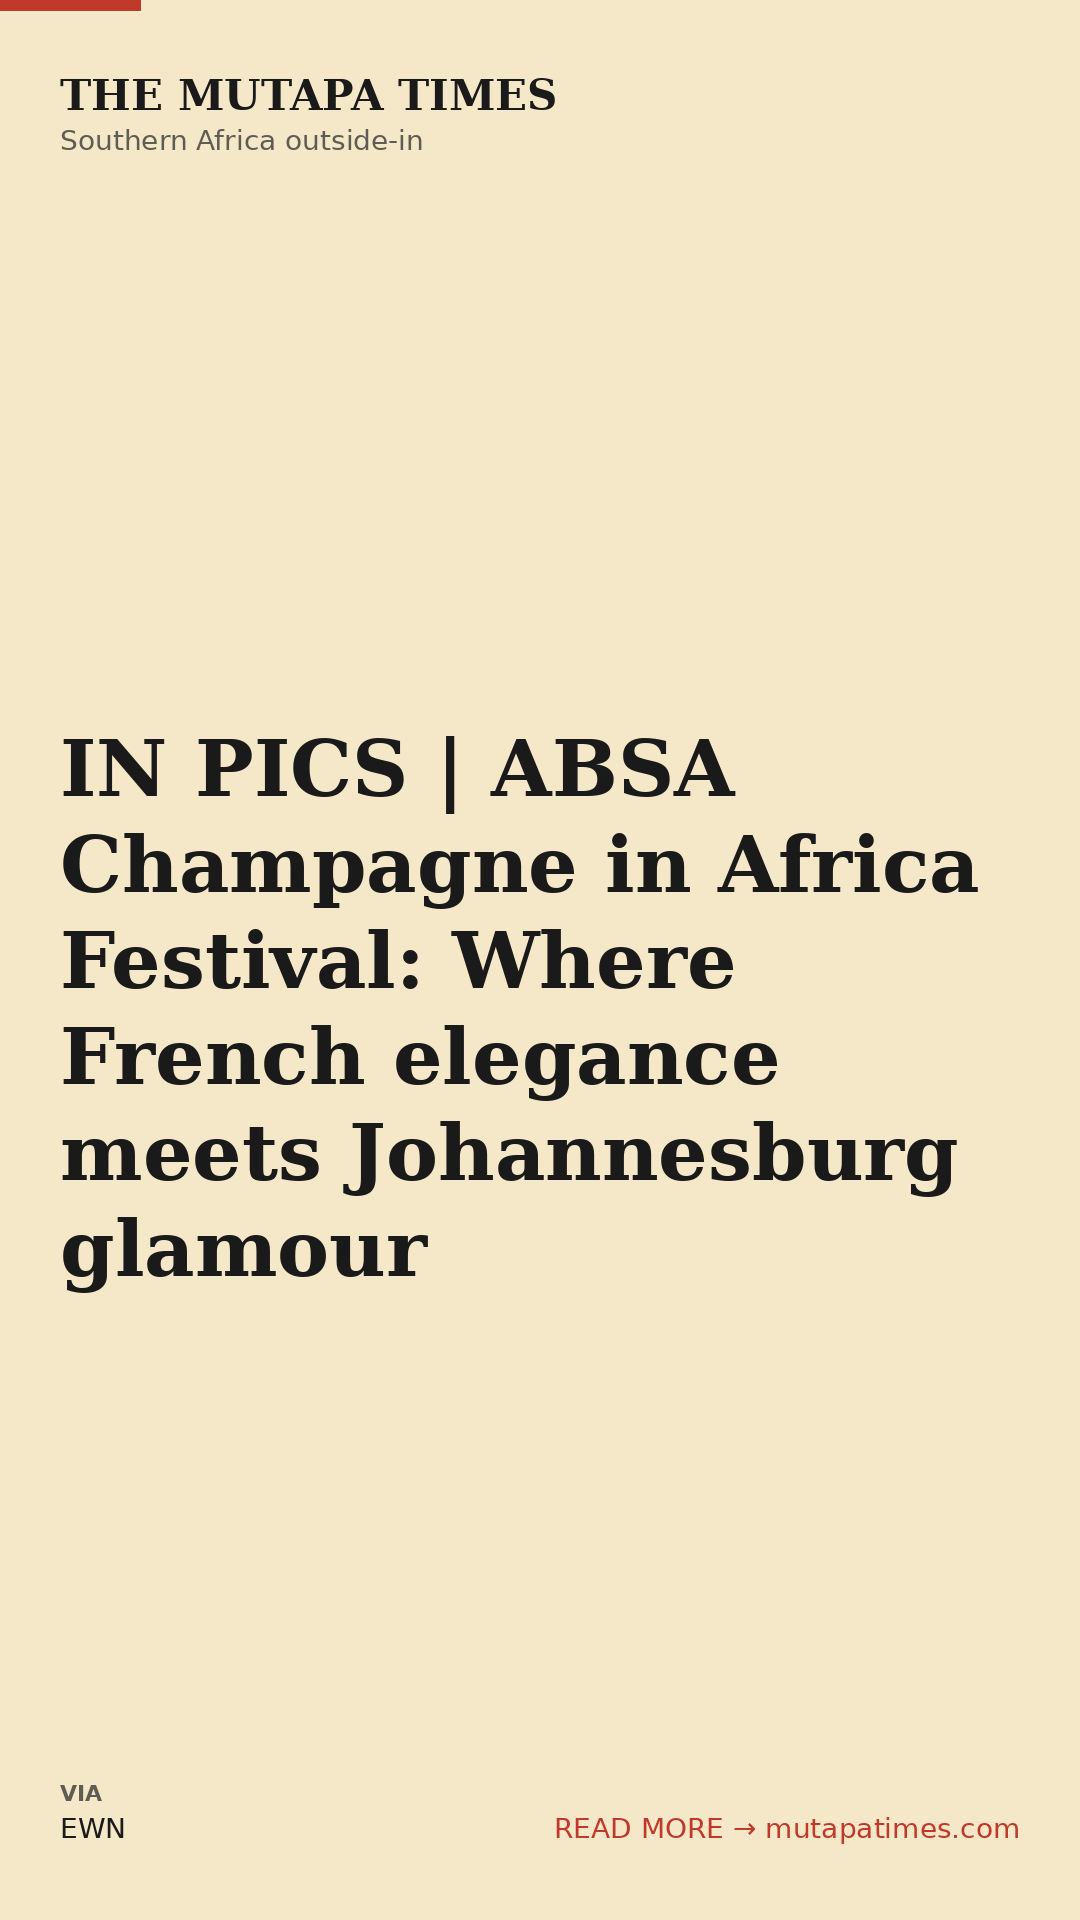 THE MUTAPA TIMES
Southern Africa outside-in
IN PICS | ABSA
Champagne in Africa
Festival: Where
French elegance
meets Johannesburg
glamour
VIA
EWN
READ MORE → mutapatimes.com